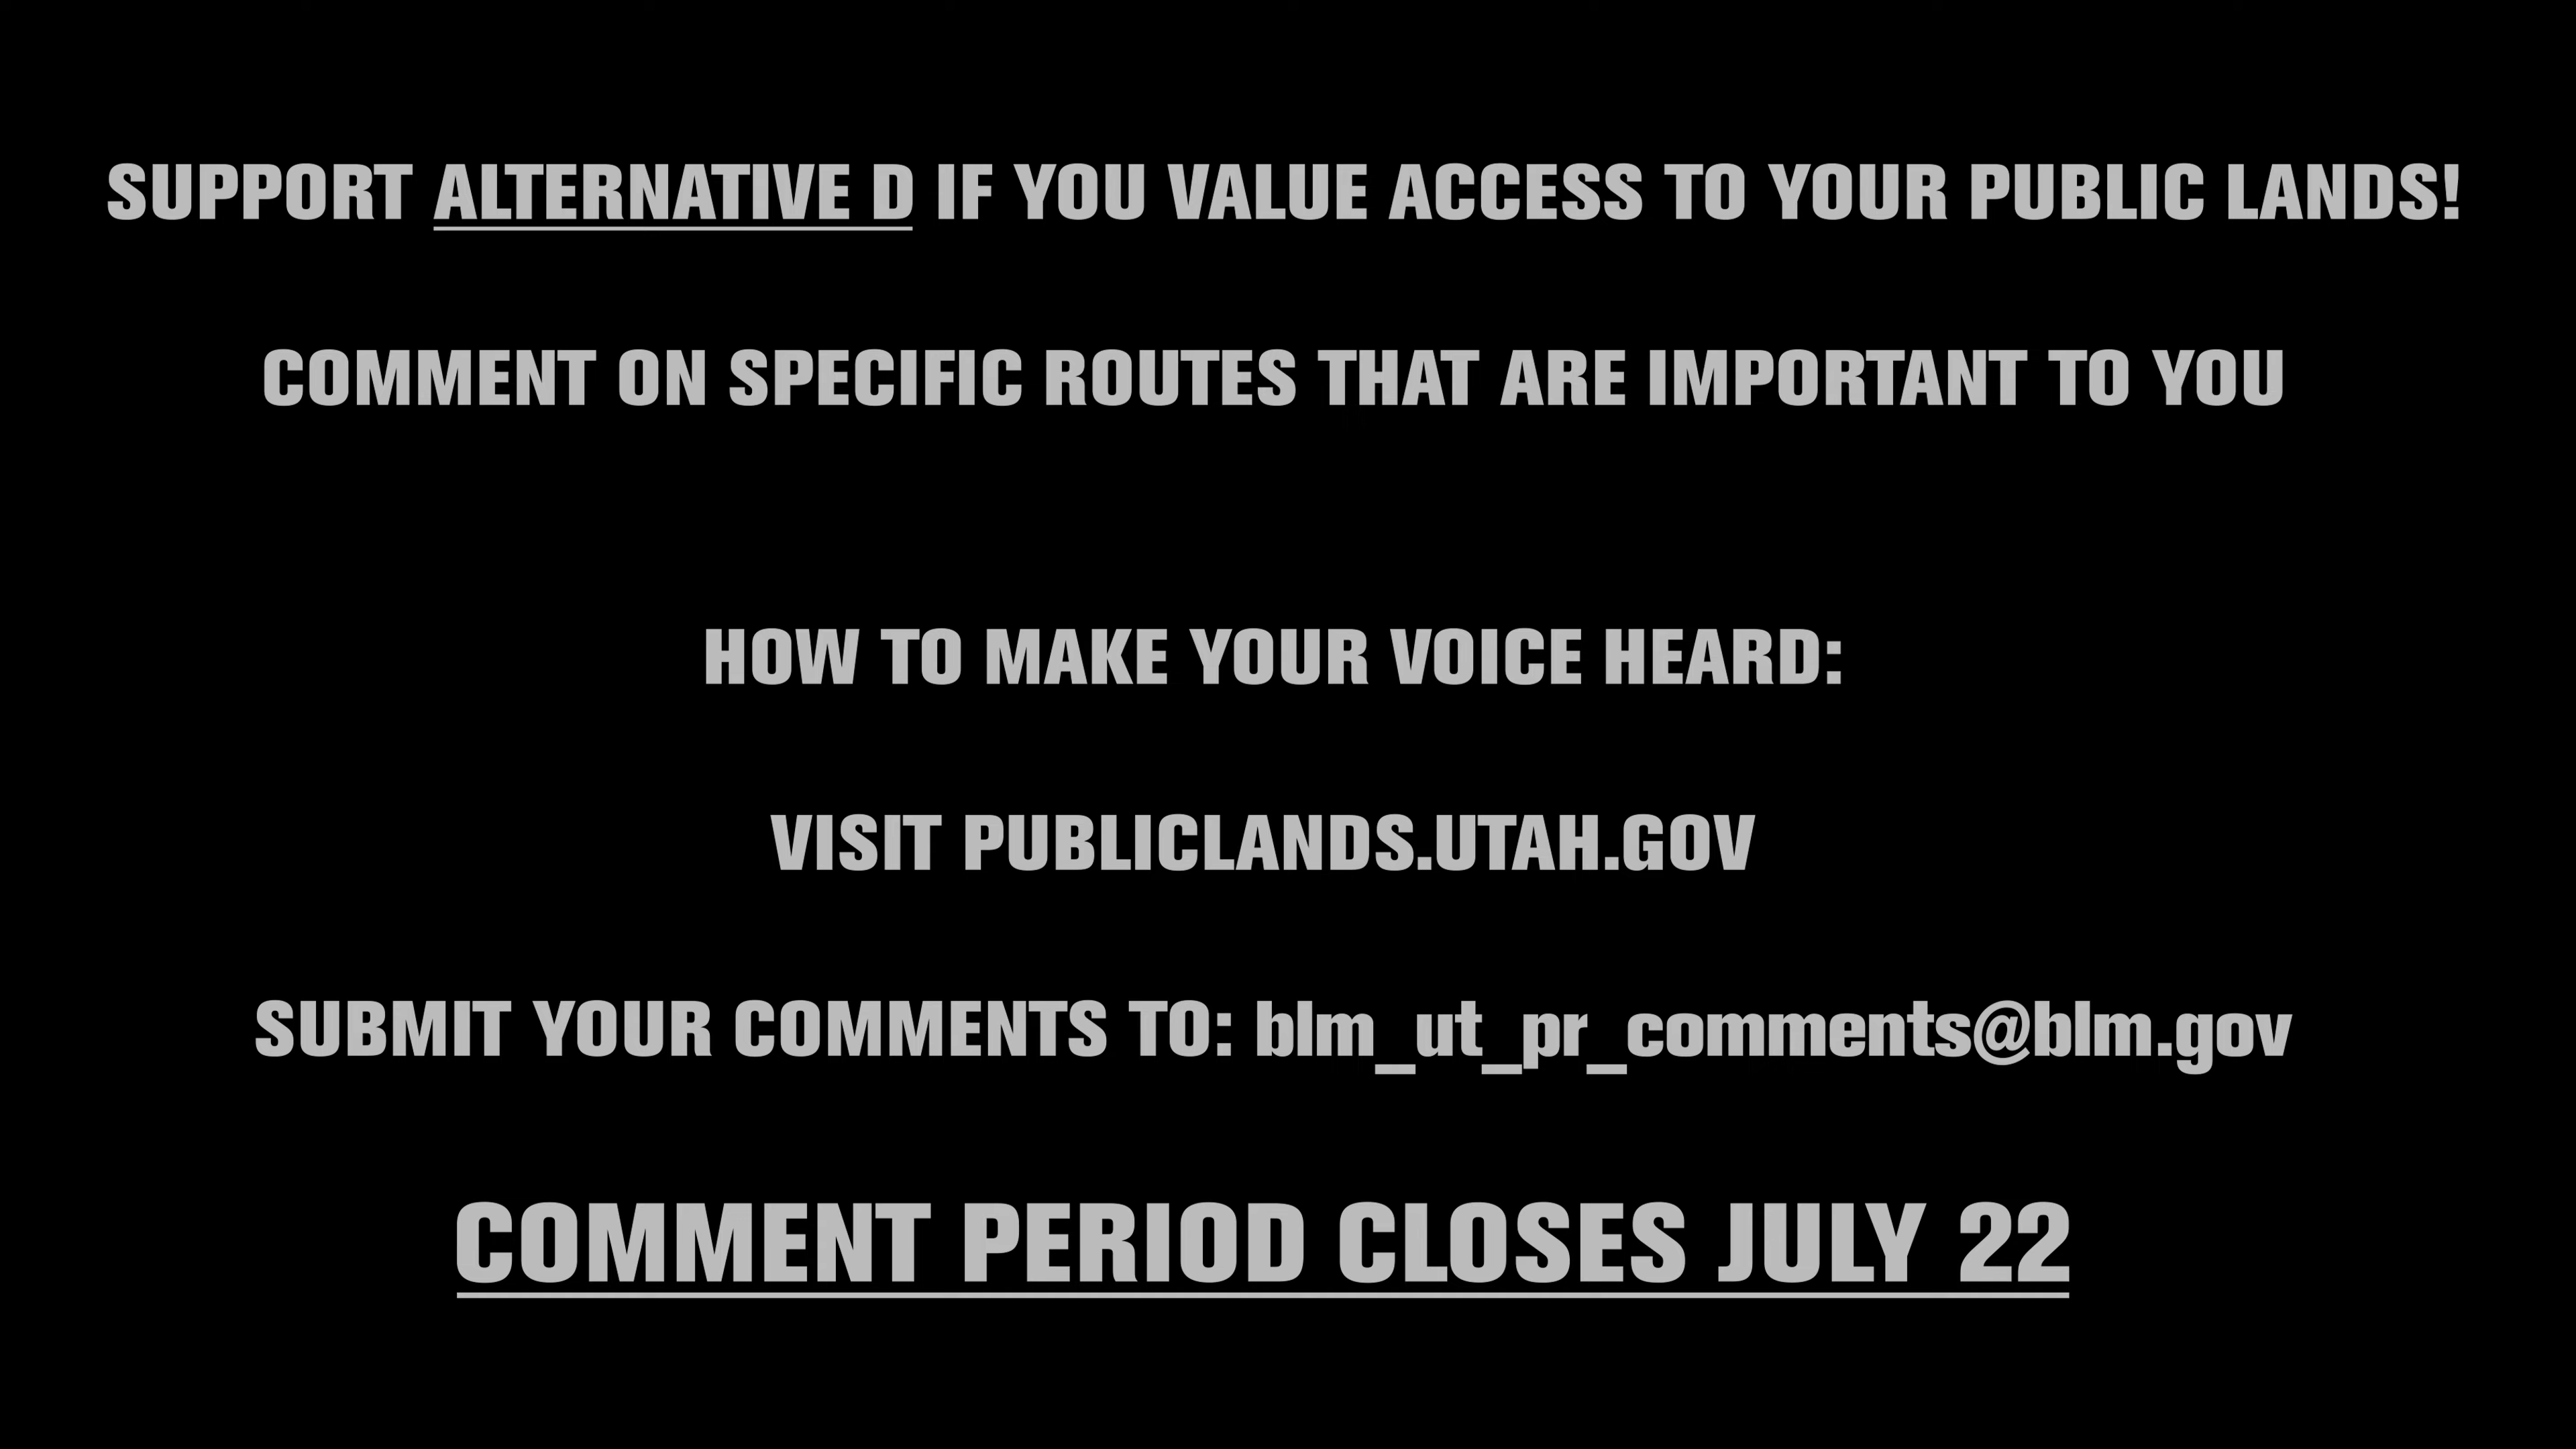 SUPPORT ALTERNATIVE D IF YOU VALUE ACCESS TO YOUR PUBLIC LANDS!
COMMENT ON SPECIFIC ROUTES THAT ARE IMPORTANT TO YOU
HOW TO MAKE YOUR VOICE HEARD:
VISIT PUBLICLANDS.UTAH.GOV
SUBMIT YOUR COMMENTS TO: blm_ut_pr_comments@blm.gov
COMMENT PERIOD CLOSES JULY 22